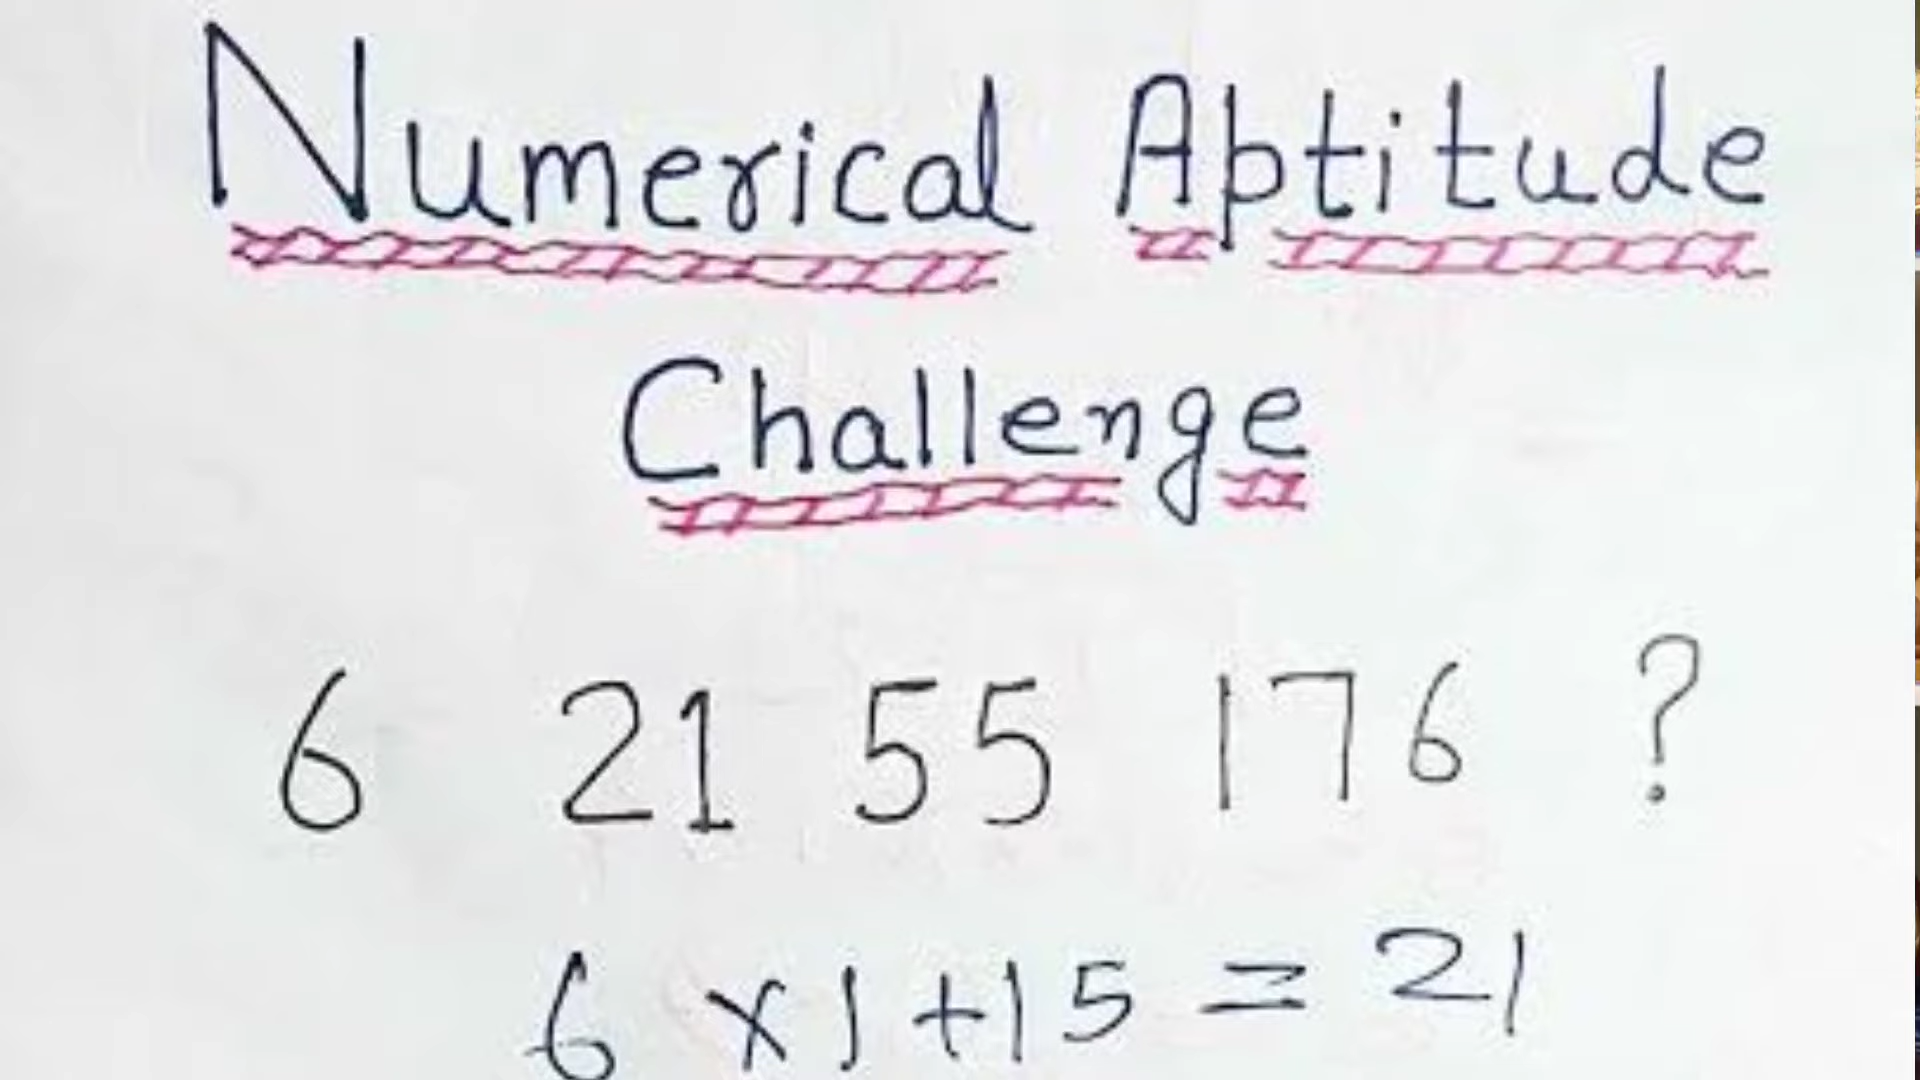 Numerical Aptitude
Challenge
6 21 55 176 ?
6 x 1 + 15 = 21